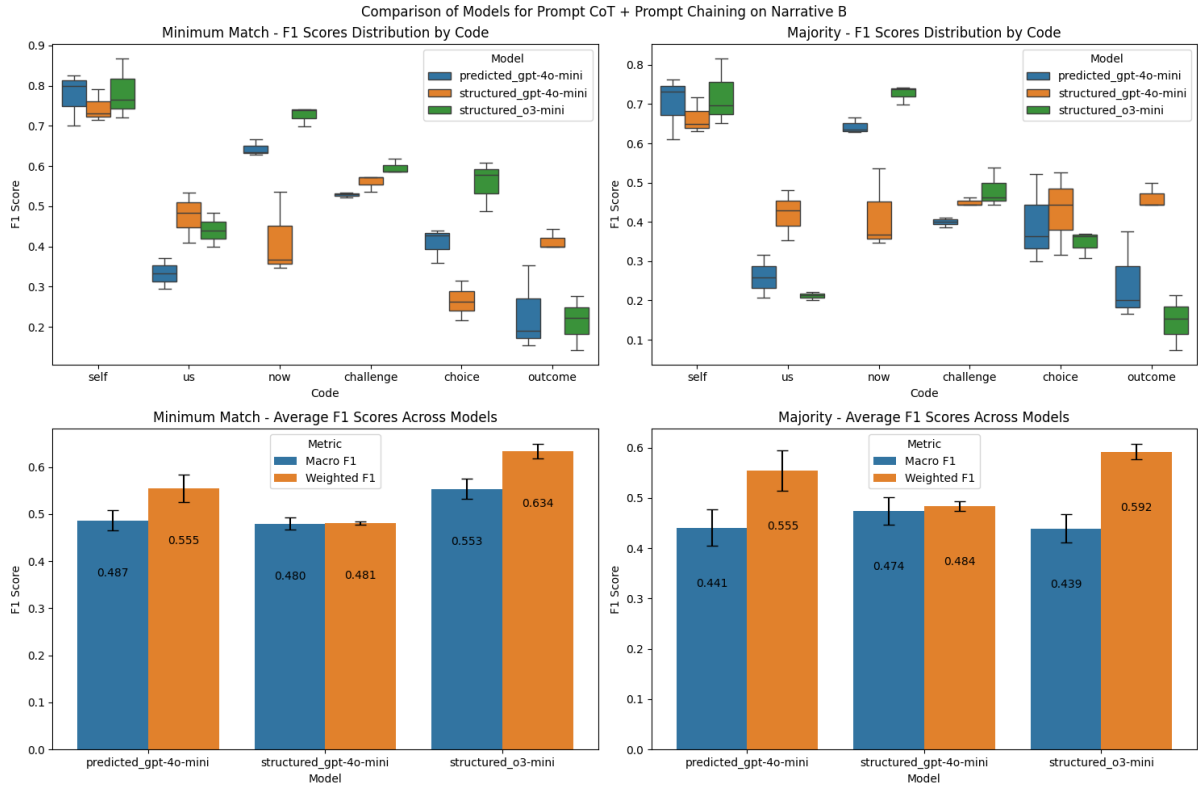 Comparison of Models for Prompt CoT + Prompt Chaining on Narrative B
Minimum Match - F1 Scores Distribution by Code
0.9
0.8
0.7
0.6
0.5
0.4
0.3
0.2
F1 Score
Model
predicted_gpt-4o-mini
structured_gpt-4o-mini
structured_o3-mini
self
us
now
challenge
choice
outcome
Code
Majority - F1 Scores Distribution by Code
0.8
0.7
0.6
0.5
0.4
0.3
0.2
0.1
F1 Score
Model
predicted_gpt-4o-mini
structured_gpt-4o-mini
structured_o3-mini
self
us
now
challenge
choice
outcome
Code
Minimum Match - Average F1 Scores Across Models
0.6
0.5
0.4
0.3
0.2
0.1
0.0
F1 Score
Metric
Macro F1
Weighted F1
0.487
0.555
0.480
0.481
0.553
0.634
predicted_gpt-4o-mini
structured_gpt-4o-mini
structured_o3-mini
Model
Majority - Average F1 Scores Across Models
0.6
0.5
0.4
0.3
0.2
0.1
0.0
F1 Score
Metric
Macro F1
Weighted F1
0.441
0.555
0.474
0.484
0.439
0.592
predicted_gpt-4o-mini
structured_gpt-4o-mini
structured_o3-mini
Model